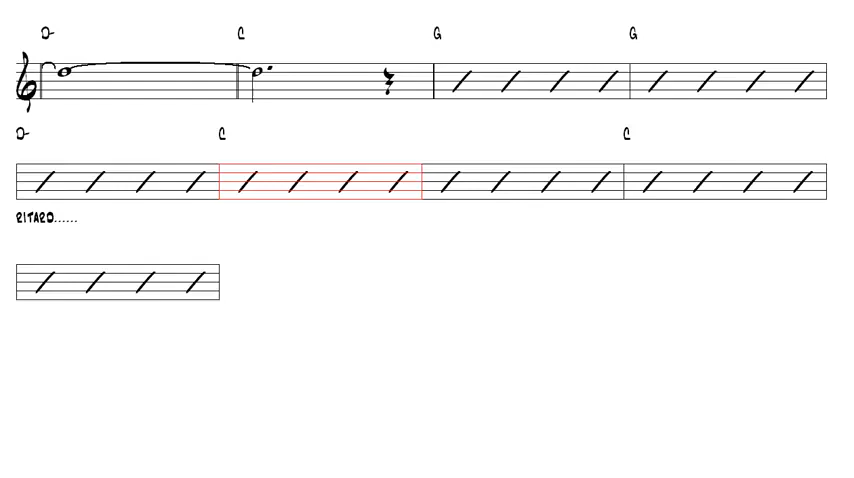 D- C G G
D- C C
RITARD......